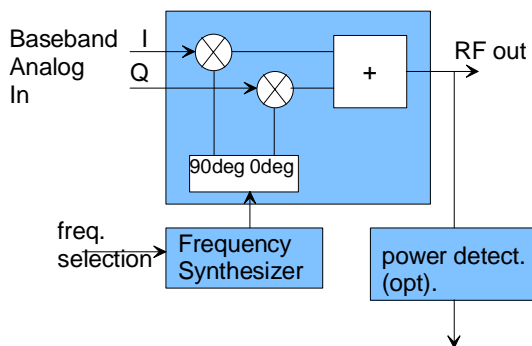 Baseband
Analog
In
I
Q
+
RF out
90deg 0deg
freq.
selection
Frequency
Synthesizer
power detect.
(opt).